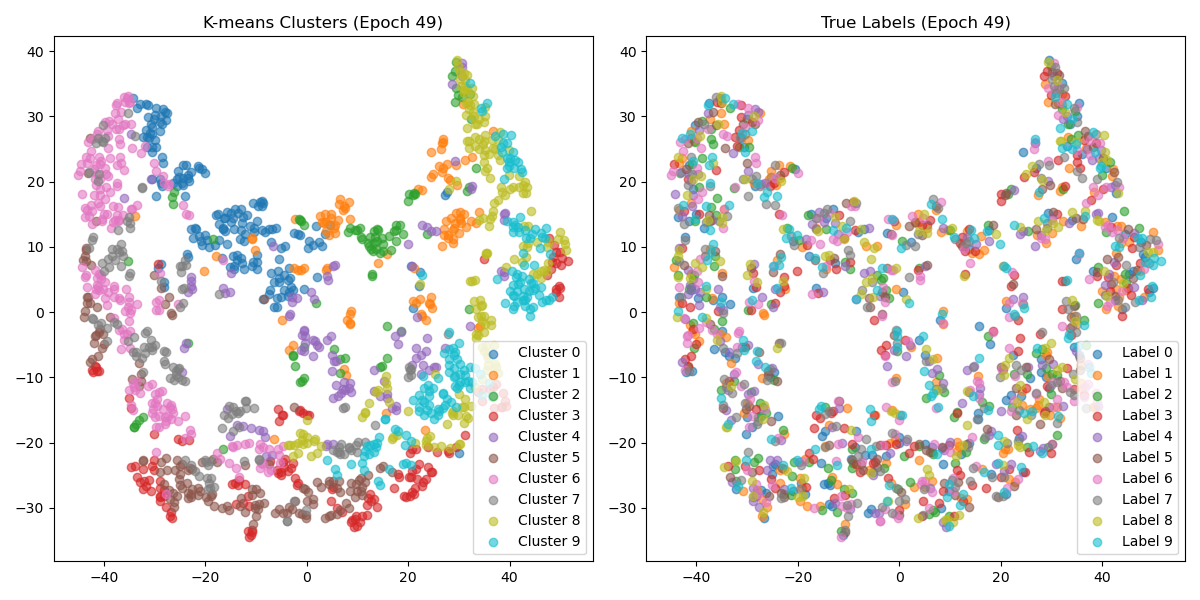 K-means Clusters (Epoch 49)
40
30
20
10
0
−10
−20
−30
−40
−20
0
20
40
Cluster 0
Cluster 1
Cluster 2
Cluster 3
Cluster 4
Cluster 5
Cluster 6
Cluster 7
Cluster 8
Cluster 9
True Labels (Epoch 49)
40
30
20
10
0
−10
−20
−30
−40
−20
0
20
40
Label 0
Label 1
Label 2
Label 3
Label 4
Label 5
Label 6
Label 7
Label 8
Label 9